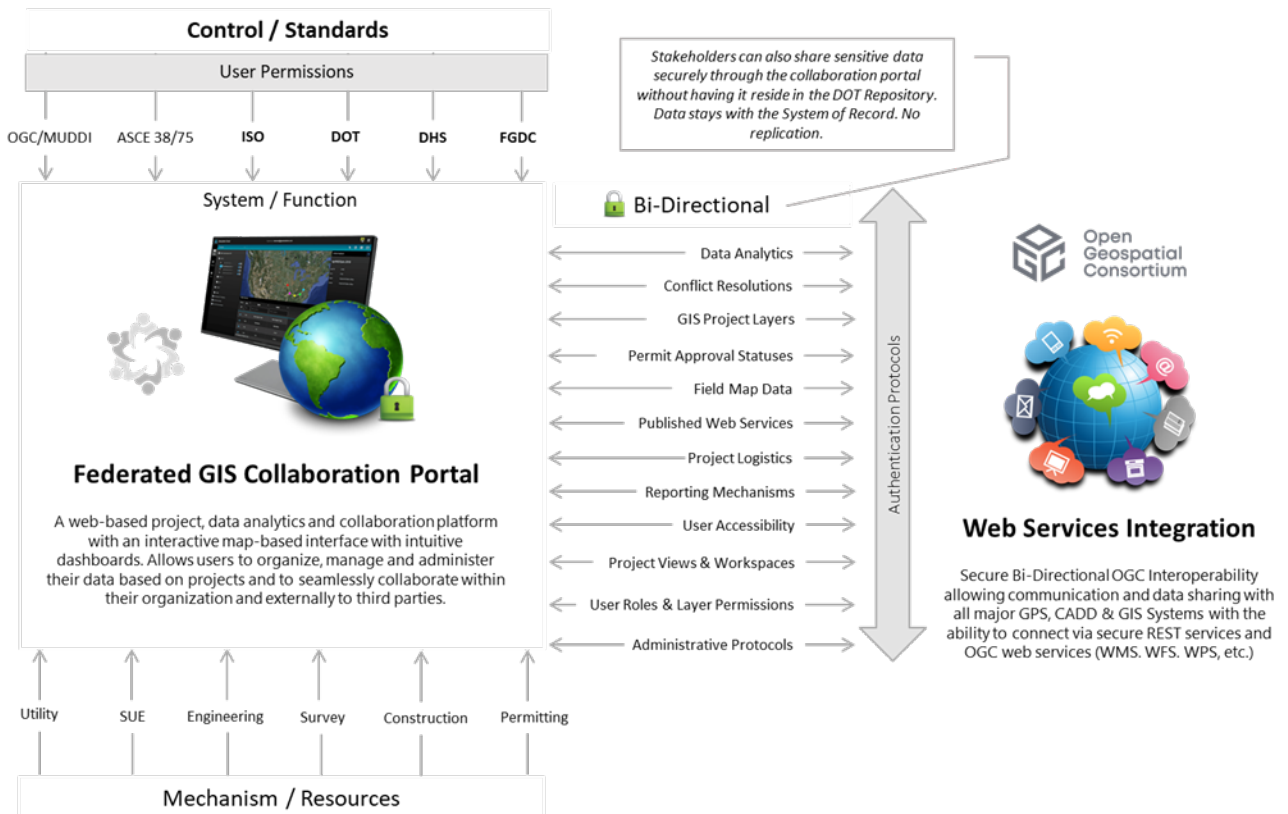 Control / Standards
User Permissions
OGC/MUDDI
ASCE 38/75
ISO
DOT
DHS
FGDC
Stakeholders can also share sensitive data
securely through the collaboration portal
without having it reside in the DOT Repository.
Data stays with the System of Record. No
replication.
System / Function
Federated GIS Collaboration Portal
A web-based project, data analytics and collaboration platform
with an interactive map-based interface with intuitive
dashboards. Allows users to organize, manage and administer
their data based on projects and to seamlessly collaborate within
their organization and externally to third parties.
Bi-Directional
Data Analytics
Conflict Resolutions
GIS Project Layers
Permit Approval Statuses
Field Map Data
Published Web Services
Project Logistics
Reporting Mechanisms
User Accessibility
Project Views & Workspaces
User Roles & Layer Permissions
Administrative Protocols
Authentication Protocols
OGC
Open
Geospatial
Consortium
@
Web Services Integration
Secure Bi-Directional OGC Interoperability
allowing communication and data sharing with
all major GPS, CADD & GIS Systems with the
ability to connect via secure REST services and
OGC web services (WMS. WFS. WPS, etc.)
Utility
SUE
Engineering
Survey
Construction
Permitting
Mechanism / Resources